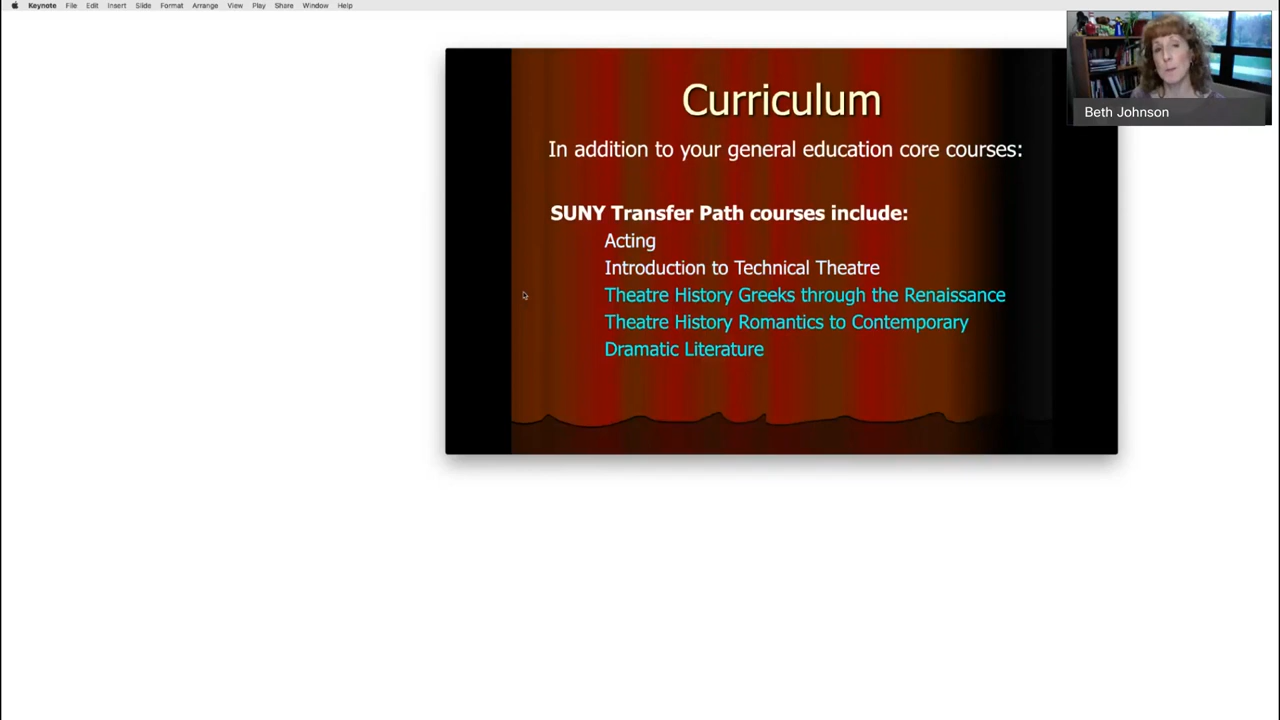 Keynote File Edit Insert Slide Format Arrange View Play Share Window Help
Curriculum
Beth Johnson
In addition to your general education core courses:
SUNY Transfer Path courses include:
Acting
Introduction to Technical Theatre
Theatre History Greeks through the Renaissance
Theatre History Romantics to Contemporary
Dramatic Literature